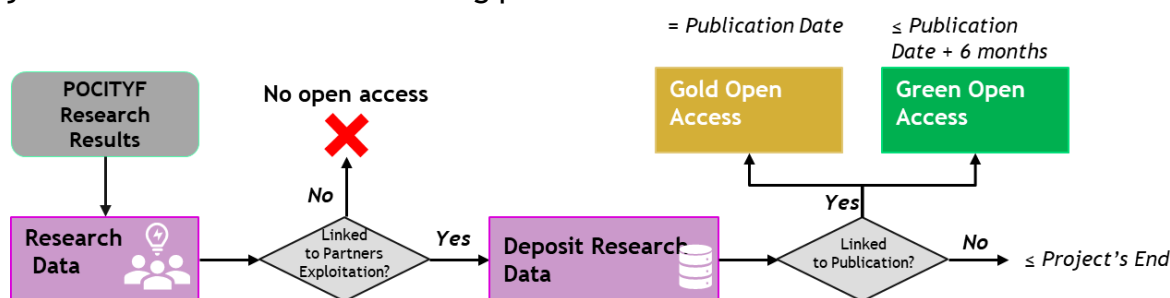 = Publication Date
≤ Publication
Date + 6 months
POCITYF
Research
Results
No open access
Gold Open
Access
Green Open
Access
No
Yes
Research
Data
Linked
to Partners
Exploitation?
Yes
Deposit Research
Data
Linked
to Publication?
No
≤ Project's End